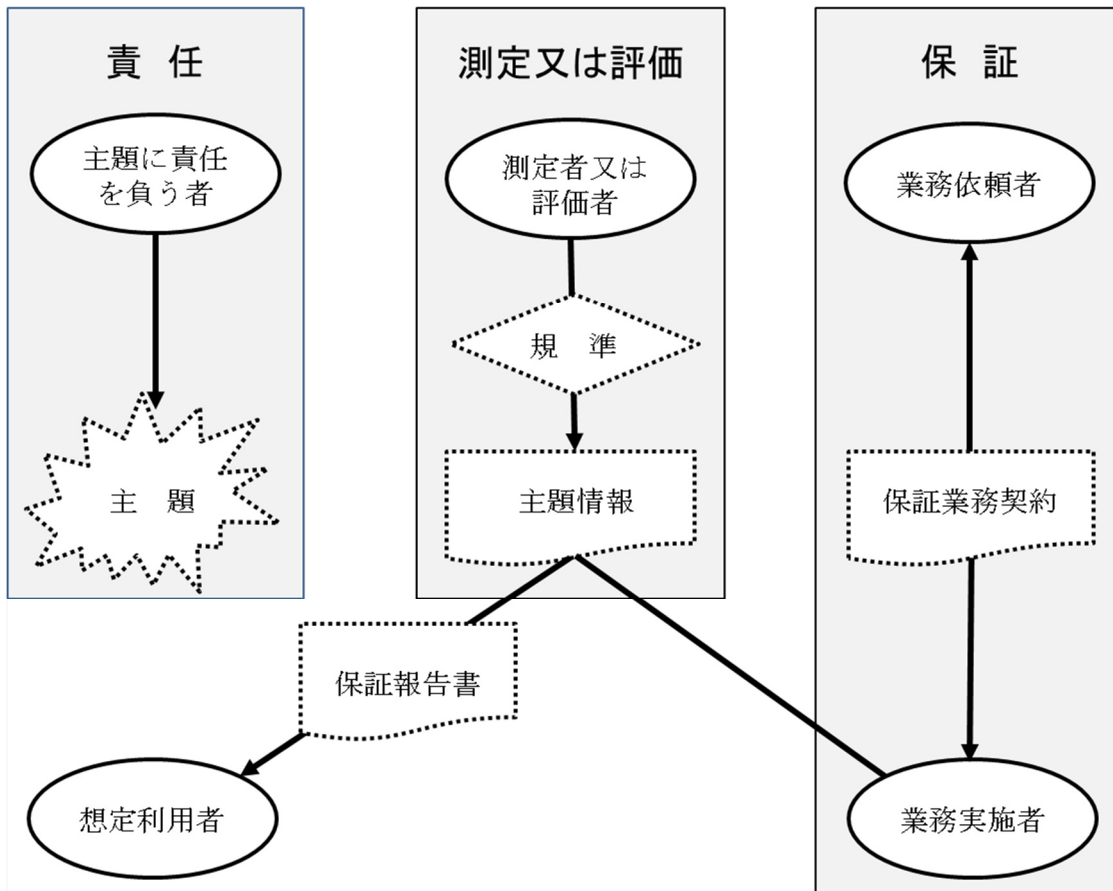 責 任
主題に責任
を負う者
主 題
測定又は評価
測定者又は
評価者
規 準
主題情報
保 証
業務依頼者
保証業務契約
保証報告書
想定利用者
業務実施者